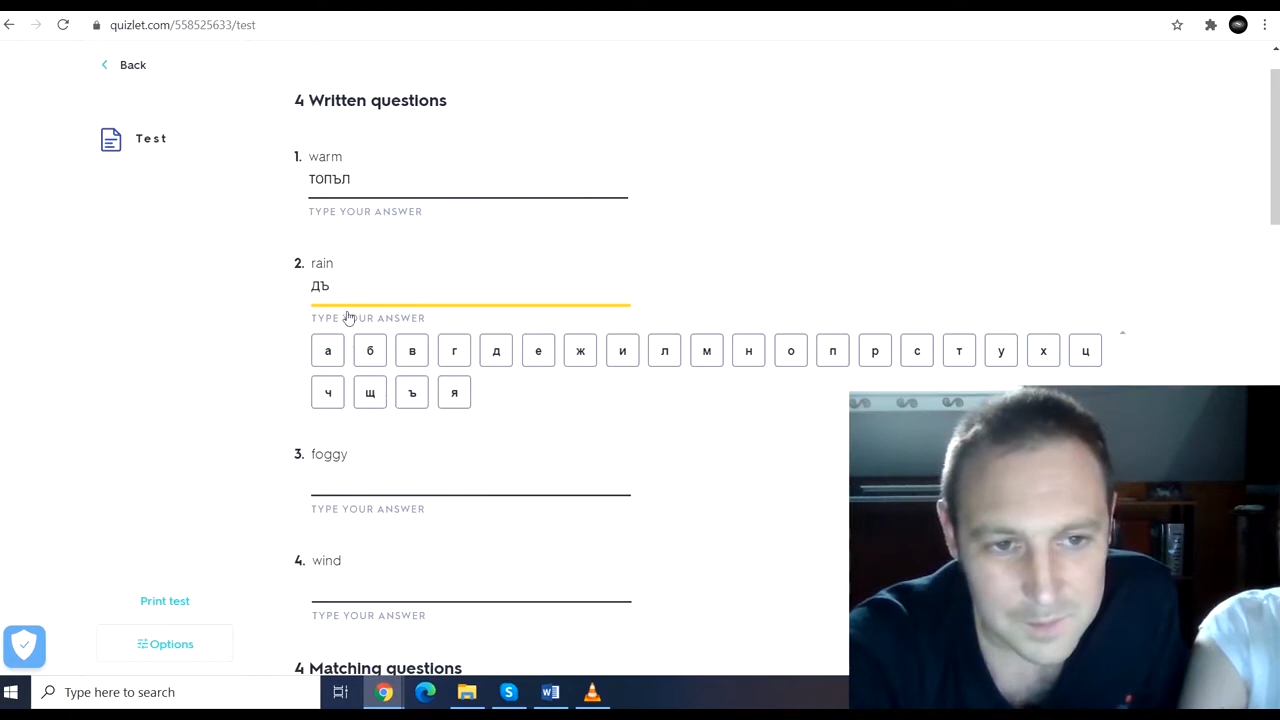 quizlet.com/558525633/test
Back
Test
4 Written questions
1. warm
топъл
TYPE YOUR ANSWER
2. rain
дъ
TYPE YOUR ANSWER
а б в г д е ж и л м н о п р с т у х ц
ч щ ъ я
3. foggy
TYPE YOUR ANSWER
4. wind
TYPE YOUR ANSWER
4 Matching questions
Print test
Options
Type here to search